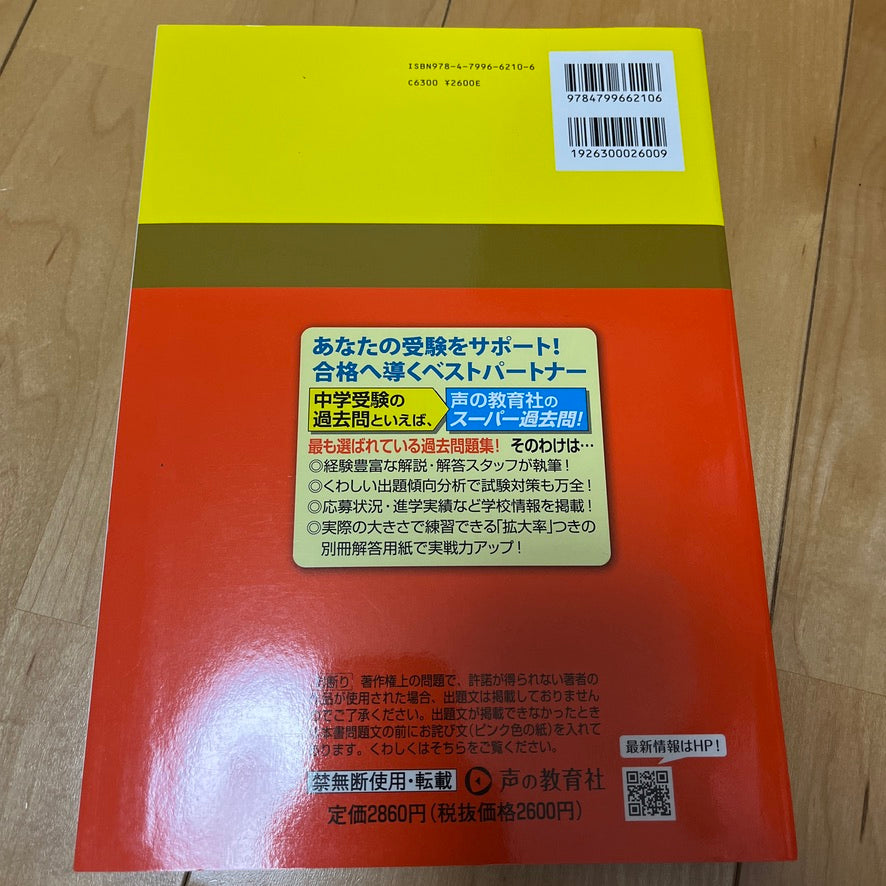 ISBN978-4-7996-6210-6
C6300 ¥2600E
9784799662106
1926300026009
あなたの受験をサポート!
合格へ導くベストパートナー
中学受験の
過去問といえば、
声の教育社の
スーパー過去問!
最も選ばれている過去問題集! そのわけは…
◎経験豊富な解説・解答スタッフが執筆!
◎くわしい出題傾向分析で試験対策も万全!
◎応募状況・進学実績など学校情報を掲載!
◎実際の大きさで練習できる「拡大率」つきの
別冊解答用紙で実戦力アップ!
断り 著作権上の問題で、許諾が得られない著者の
品が使用された場合、出題文は掲載しておりません
でご了承ください。出題文が掲載できなかったとき
本書問題文の前にお詫び文(ピンク色の紙)を入れて
ります。くわしくはそちらをご覧ください。
最新情報はHP!
禁無断使用・転載 声の教育社
定価2860円(税抜価格2600円)